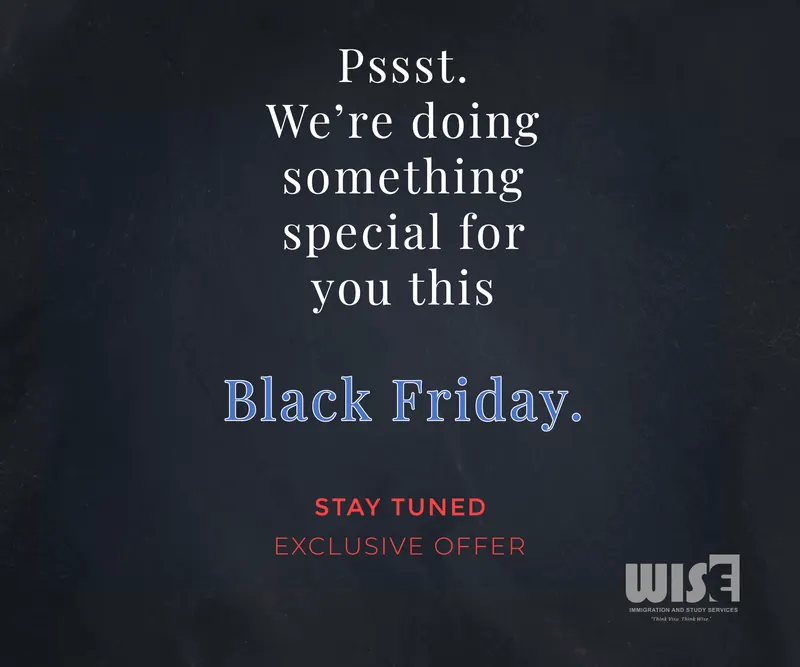 Pssst.
We’re doing
something
special for
you this
Black Friday.
STAY TUNED
EXCLUSIVE OFFER
WISE
IMMIGRATION AND STUDY SERVICES
"Think Visa. Think Wise."